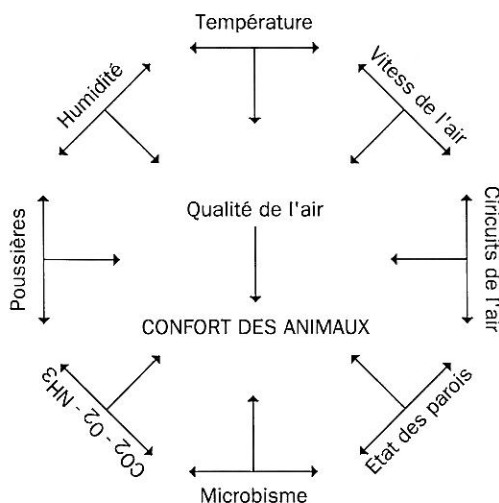 Température
Humidité
Vitess de l'air
Qualité de l'air
Poussières
Ciricuits de l'air
CONFORT DES ANIMAUX
CO2 - O2 - NH3
Etat des parois
Microbisme